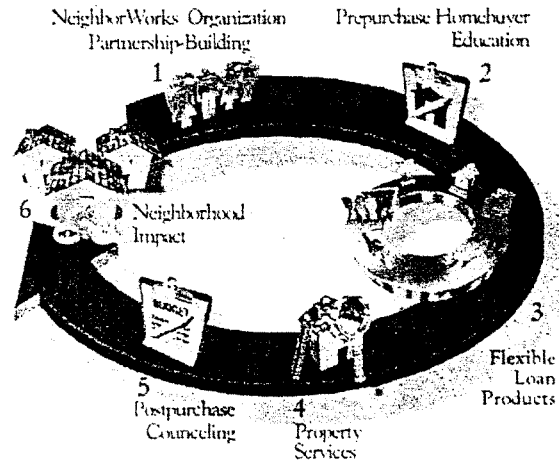 NeighborWorks Organization
Partnership-Building
1
Prepurchase Homebuyer
Education
2
3
Flexible
Loan
Products
4
Property
Services
5
Postpurchase
Counceling
BUDGET
6
Neighborhood
Impact